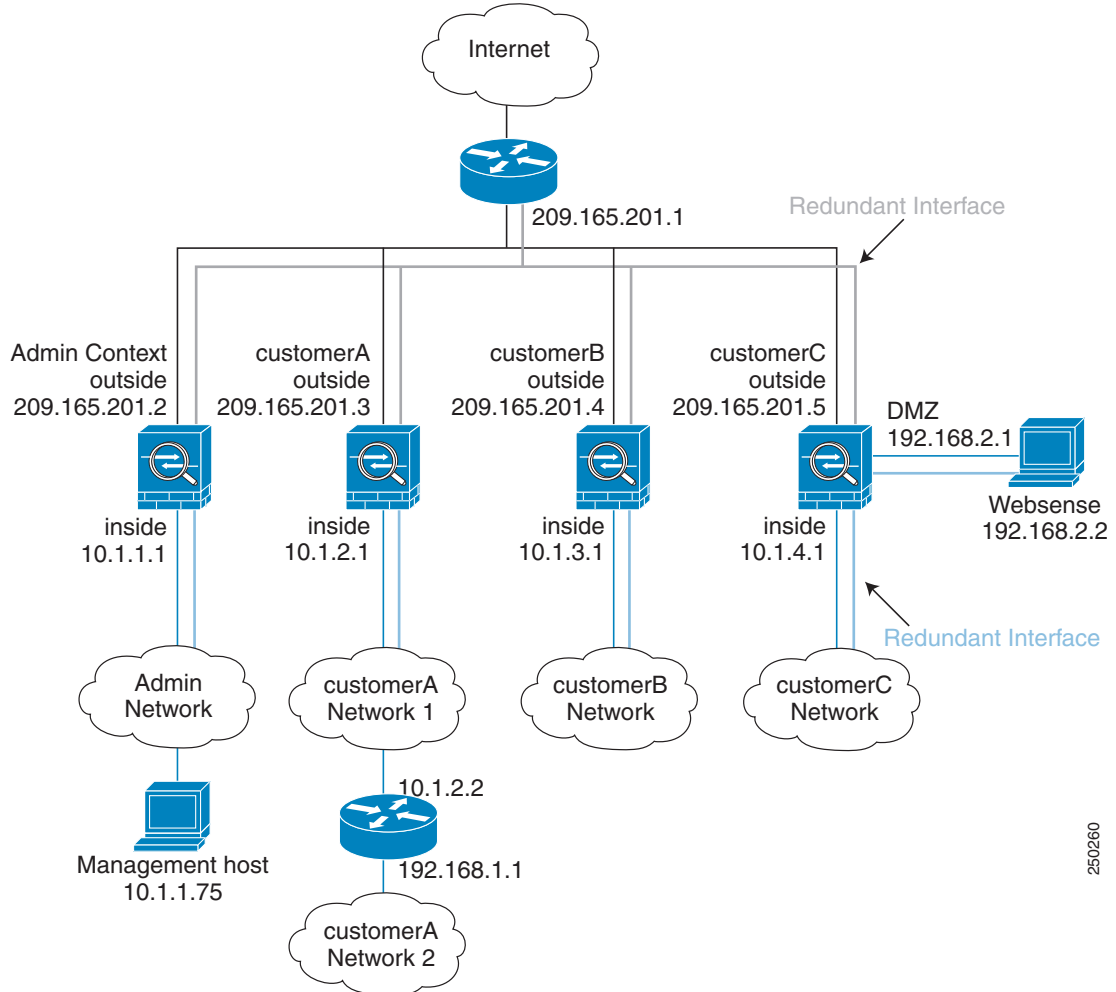 Internet
209.165.201.1
Redundant Interface
Admin Context
outside
209.165.201.2
customerA
outside
209.165.201.3
customerB
outside
209.165.201.4
customerC
outside
209.165.201.5
DMZ
192.168.2.1
Websense
192.168.2.2
inside
10.1.1.1
inside
10.1.2.1
inside
10.1.3.1
inside
10.1.4.1
Redundant Interface
Admin
Network
customerA
Network 1
customerB
Network
customerC
Network
10.1.2.2
192.168.1.1
Management host
10.1.1.75
customerA
Network 2
250260